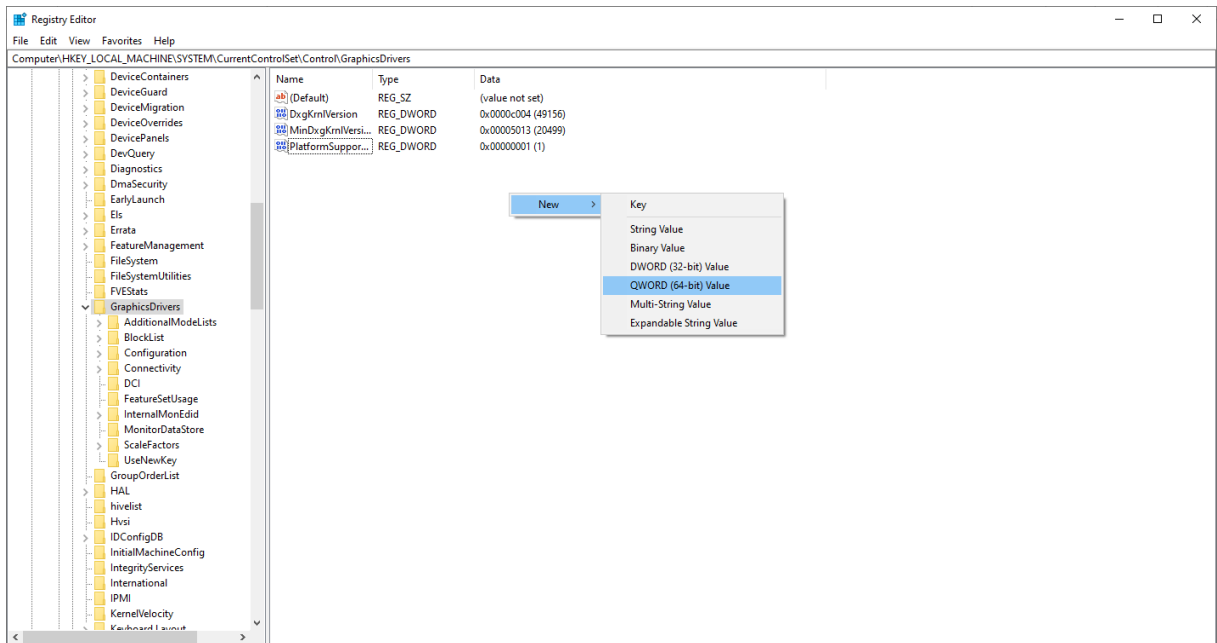 Registry Editor
File Edit View Favorites Help
Computer\HKEY_LOCAL_MACHINE\SYSTEM\CurrentControlSet\Control\GraphicsDrivers
DeviceContainers
DeviceGuard
DeviceMigration
DeviceOverrides
DevicePanels
DevQuery
Diagnostics
DmaSecurity
EarlyLaunch
Els
Errata
FeatureManagement
FileSystem
FileSystemUtilities
FVEStats
GraphicsDrivers
AdditionalModeLists
BlockList
Configuration
Connectivity
DCI
FeatureSetUsage
InternalMonEdid
MonitorDataStore
ScaleFactors
UseNewKey
GroupOrderList
HAL
hivelist
Hvsi
IDConfigDB
InitialMachineConfig
IntegrityServices
International
IPMI
KernelVelocity
Keyboard Layout
Name Type Data
(Default) REG_SZ (value not set)
DxgKrnlVersion REG_DWORD 0x0000c004 (49156)
MinDxgKrnlVersi... REG_DWORD 0x00005013 (20499)
PlatformSuppor... REG_DWORD 0x00000001 (1)
New
Key
String Value
Binary Value
DWORD (32-bit) Value
QWORD (64-bit) Value
Multi-String Value
Expandable String Value